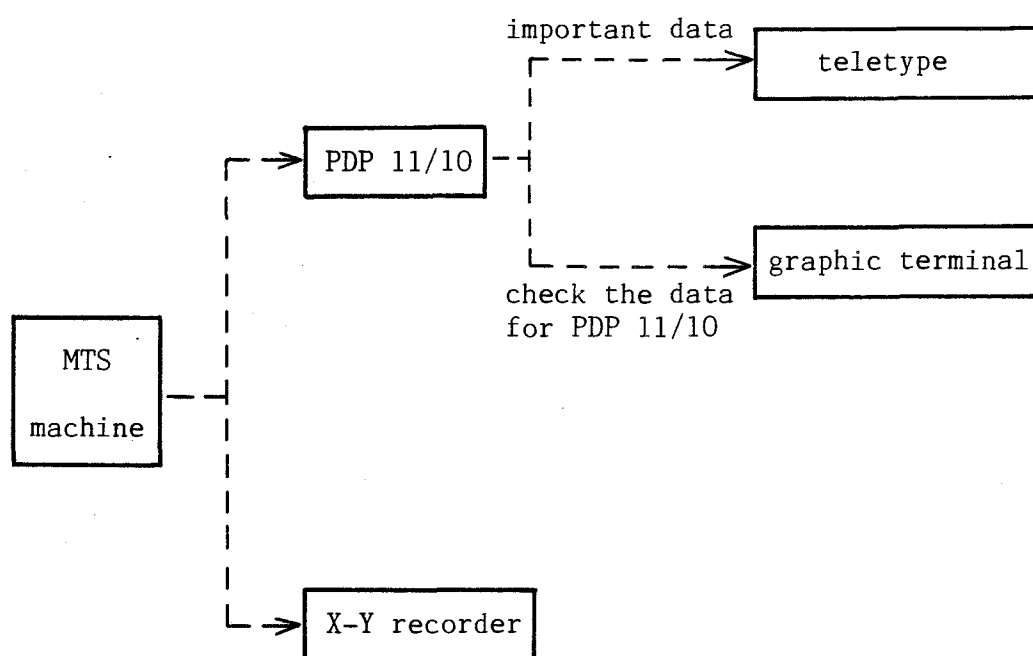 important data
teletype
PDP 11/10
graphic terminal
check the data
for PDP 11/10
MTS
machine
X-Y recorder